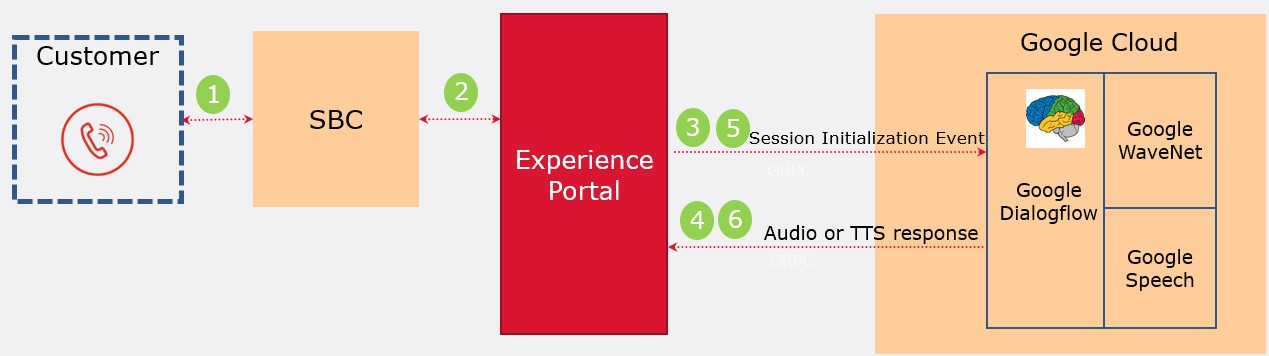 Customer
1
SBC
2
Experience
Portal
3
5
Session Initialization Event
GRPC
4
6
Audio or TTS response
GRPC
Google Cloud
Google
Dialogflow
Google
WaveNet
Google
Speech